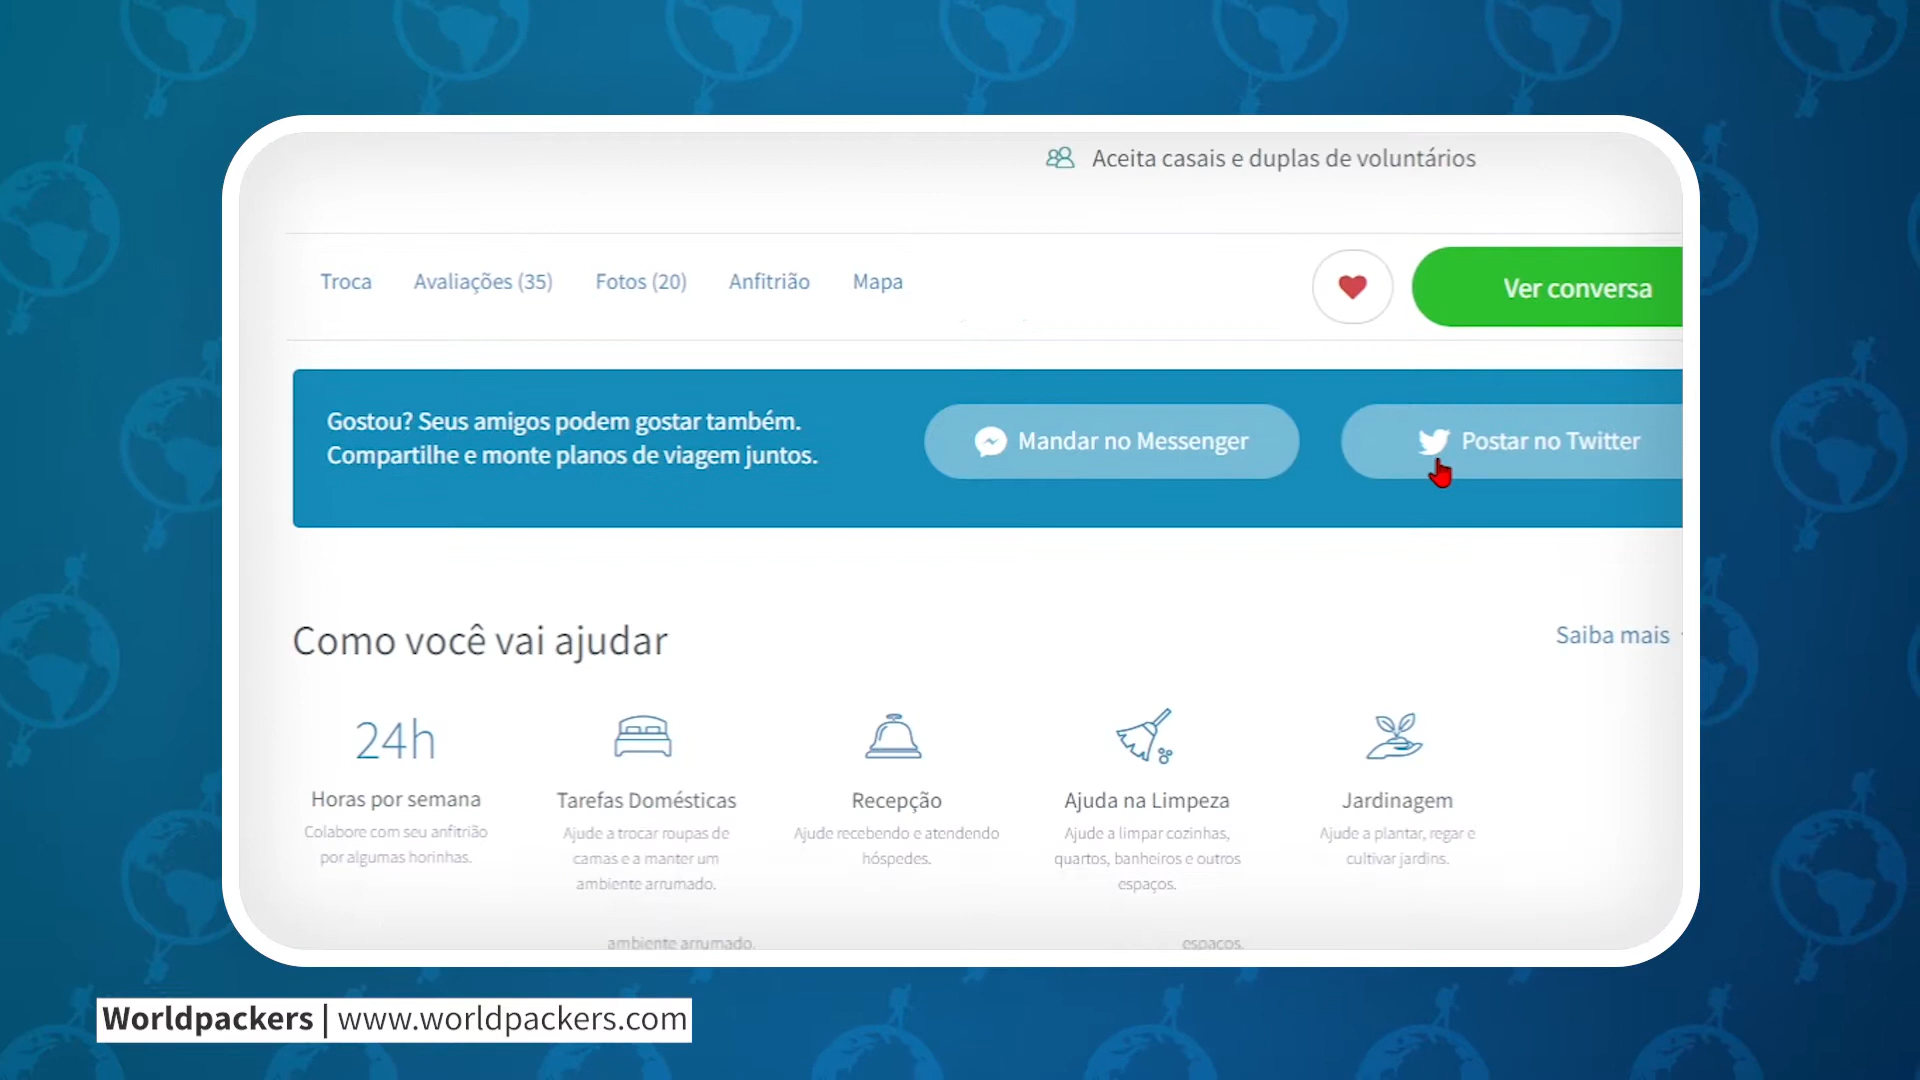 Aceita casais e duplas de voluntários
Troca
Avaliações (35)
Fotos (20)
Anfitrião
Mapa
Ver conversa
Gostou? Seus amigos podem gostar também.
Compartilhe e monte planos de viagem juntos.
Mandar no Messenger
Postar no Twitter
Como você vai ajudar
Saiba mais
24h
Horas por semana
Colabore com seu anfitrião
por algumas horinhas.
Tarefas Domésticas
Ajude a trocar roupas de
camas e a manter um
ambiente arrumado.
Recepção
Ajude recebendo e atendendo
hóspedes.
Ajuda na Limpeza
Ajude a limpar cozinhas,
quartos, banheiros e outros
espaços.
Jardinagem
Ajude a plantar, regar e
cultivar jardins.
ambiente arrumado.
espaços.
Worldpackers | www.worldpackers.com